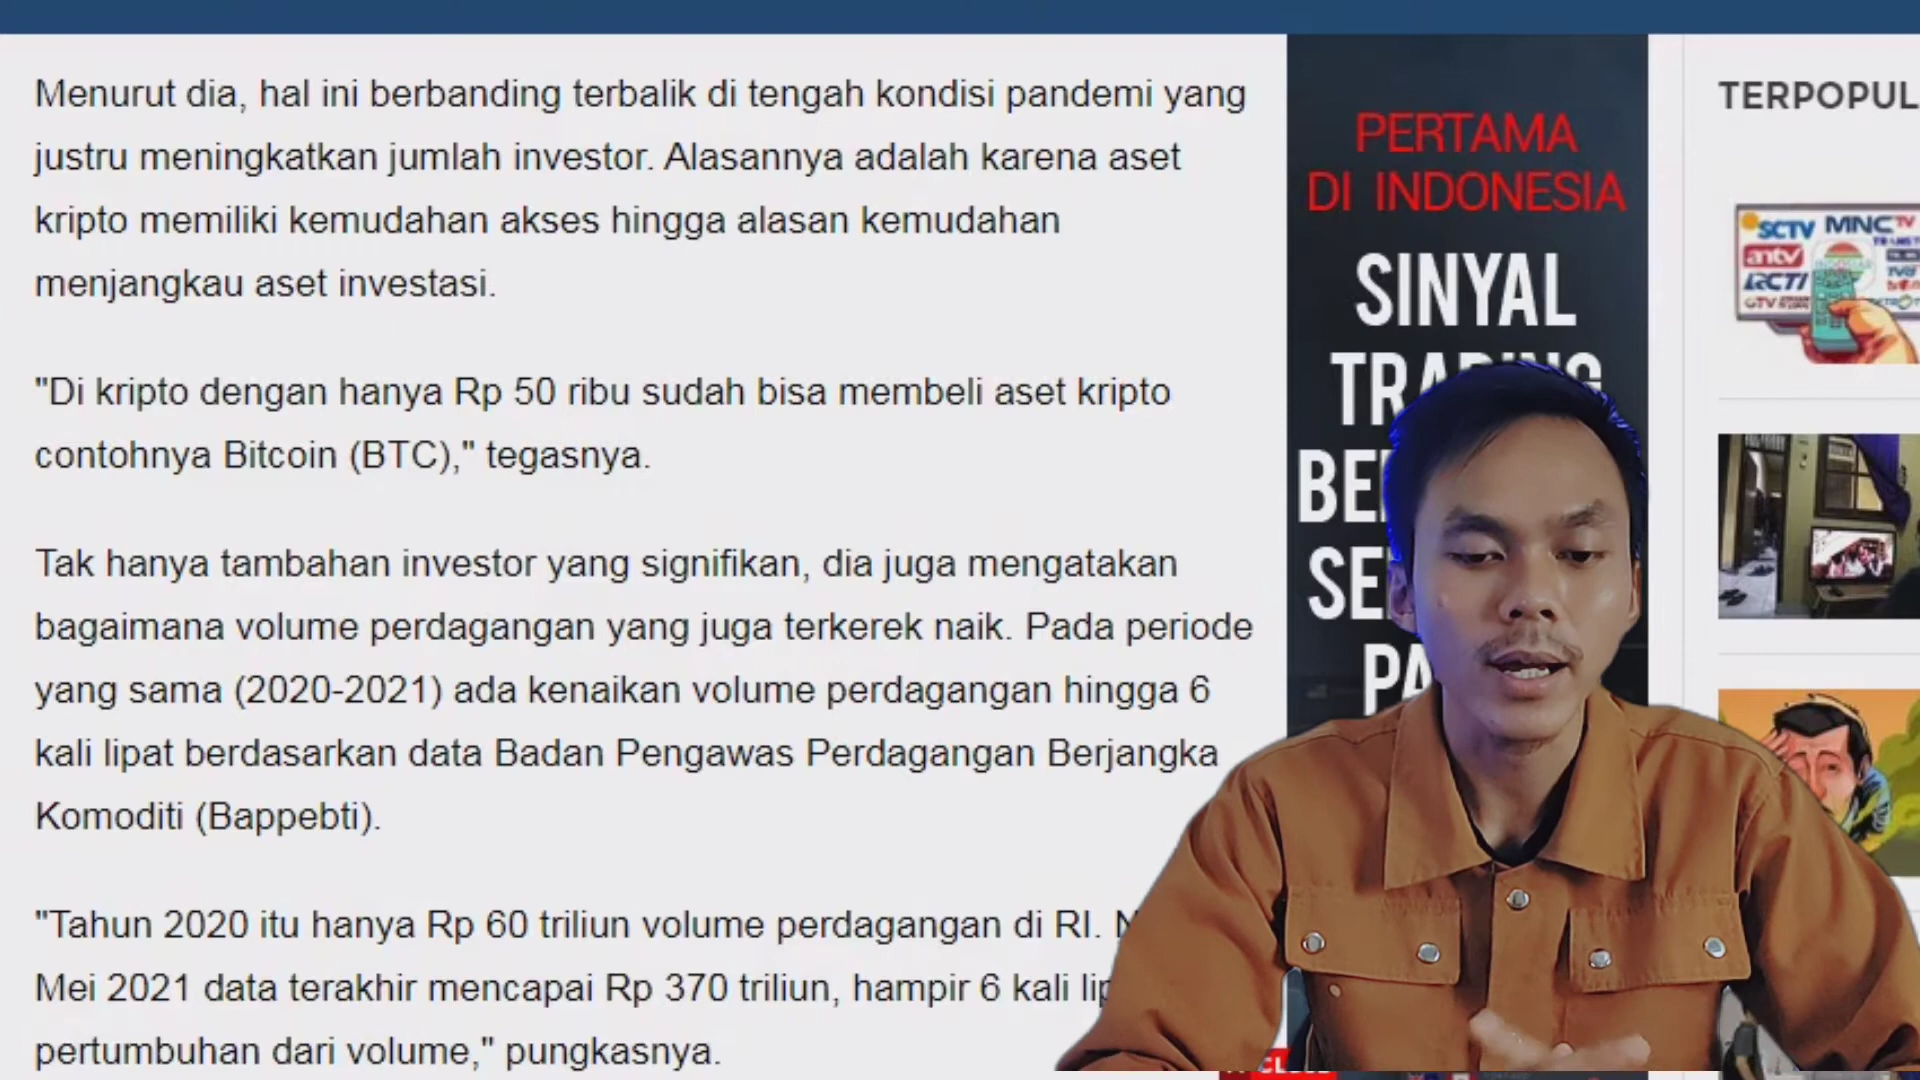 Menurut dia, hal ini berbanding terbalik di tengah kondisi pandemi yang
justru meningkatkan jumlah investor. Alasannya adalah karena aset
kripto memiliki kemudahan akses hingga alasan kemudahan
menjangkau aset investasi.
"Di kripto dengan hanya Rp 50 ribu sudah bisa membeli aset kripto
contohnya Bitcoin (BTC)," tegasnya.
Tak hanya tambahan investor yang signifikan, dia juga mengatakan
bagaimana volume perdagangan yang juga terkerek naik. Pada periode
yang sama (2020-2021) ada kenaikan volume perdagangan hingga 6
kali lipat berdasarkan data Badan Pengawas Perdagangan Berjangka
Komoditi (Bappebti).
"Tahun 2020 itu hanya Rp 60 triliun volume perdagangan di RI.
Mei 2021 data terakhir mencapai Rp 370 triliun, hampir 6 kali
pertumbuhan dari volume," pungkasnya.
PERTAMA
DI INDONESIA
SINYAL
TRADING
TERPOPUL
SCTV MNCTV
antv
RCTI
GTV